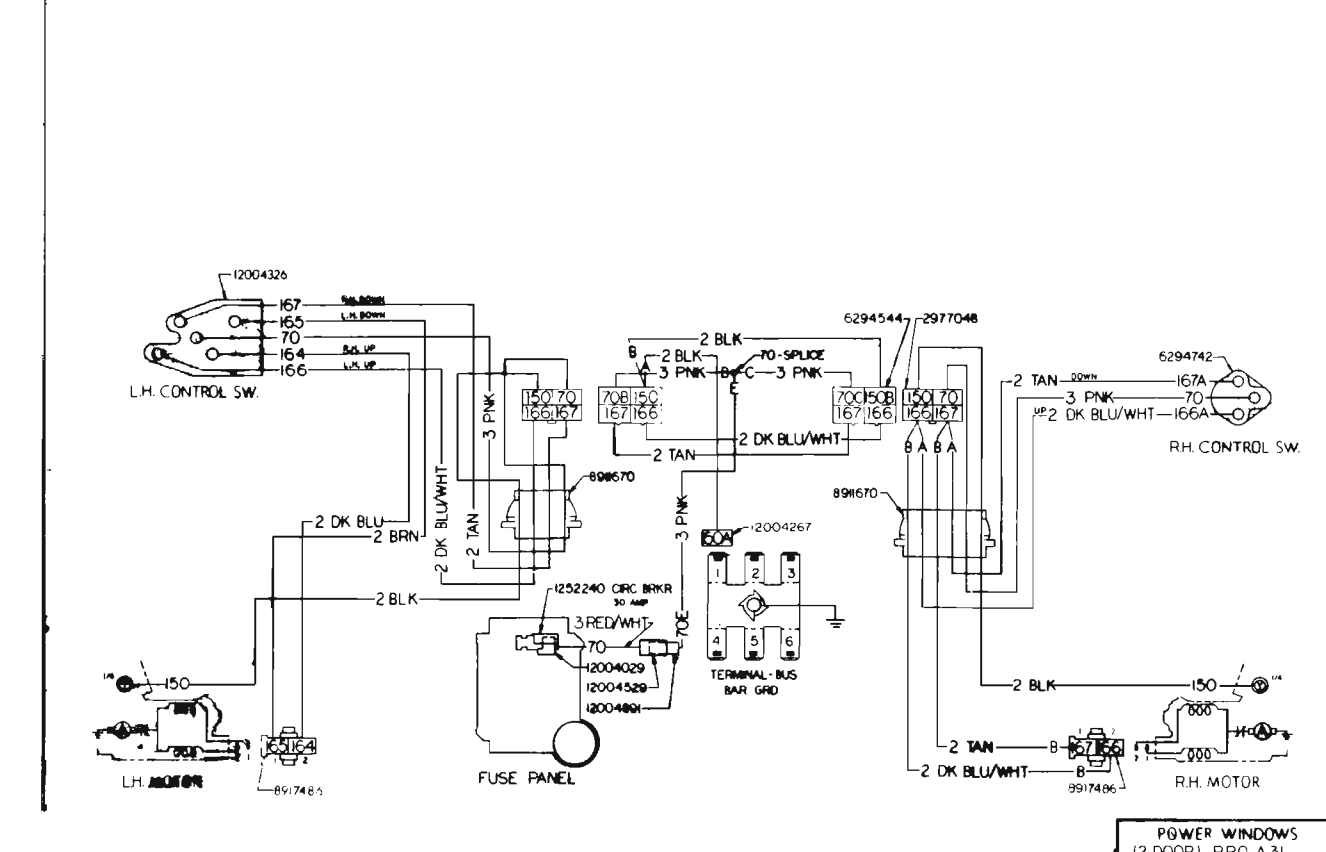 12004326
167
165 L.H. DOWN
70
164 UP
166 L.H. UP
L.H. CONTROL SW.
2 BLK
B
A
2 BLK
70-SPLICE
3 PNK B C 3 PNK
6294544
2977048
6294742
2 TAN DOWN 167A
3 PNK 70
UP 2 DK BLU/WHT 166A
R.H. CONTROL SW.
3 PNK
150 70
166 167
70B 150
167 166
70C 150B
167 166
150 70
166 167
B A B A
2 DK BLU/WHT
2 TAN
8911670
8911670
2 DK BLU
2 BRN
2 DK BLU/WHT
2 TAN
3 PNK
60A
12004267
2 BLK
1252240 CIRC BRKR
30 AMP
3 RED/WHT
70
70E
12004029
12004529
12004891
1 2 3
4 5 6
TERMINAL-BUS
BAR GRD
150
165 164
1 2
L.H. MOTOR
8917486
FUSE PANEL
2 BLK 150 1/4
2 TAN B 167 166
2 DK BLU/WHT B
8917486
R.H. MOTOR
POWER WINDOWS